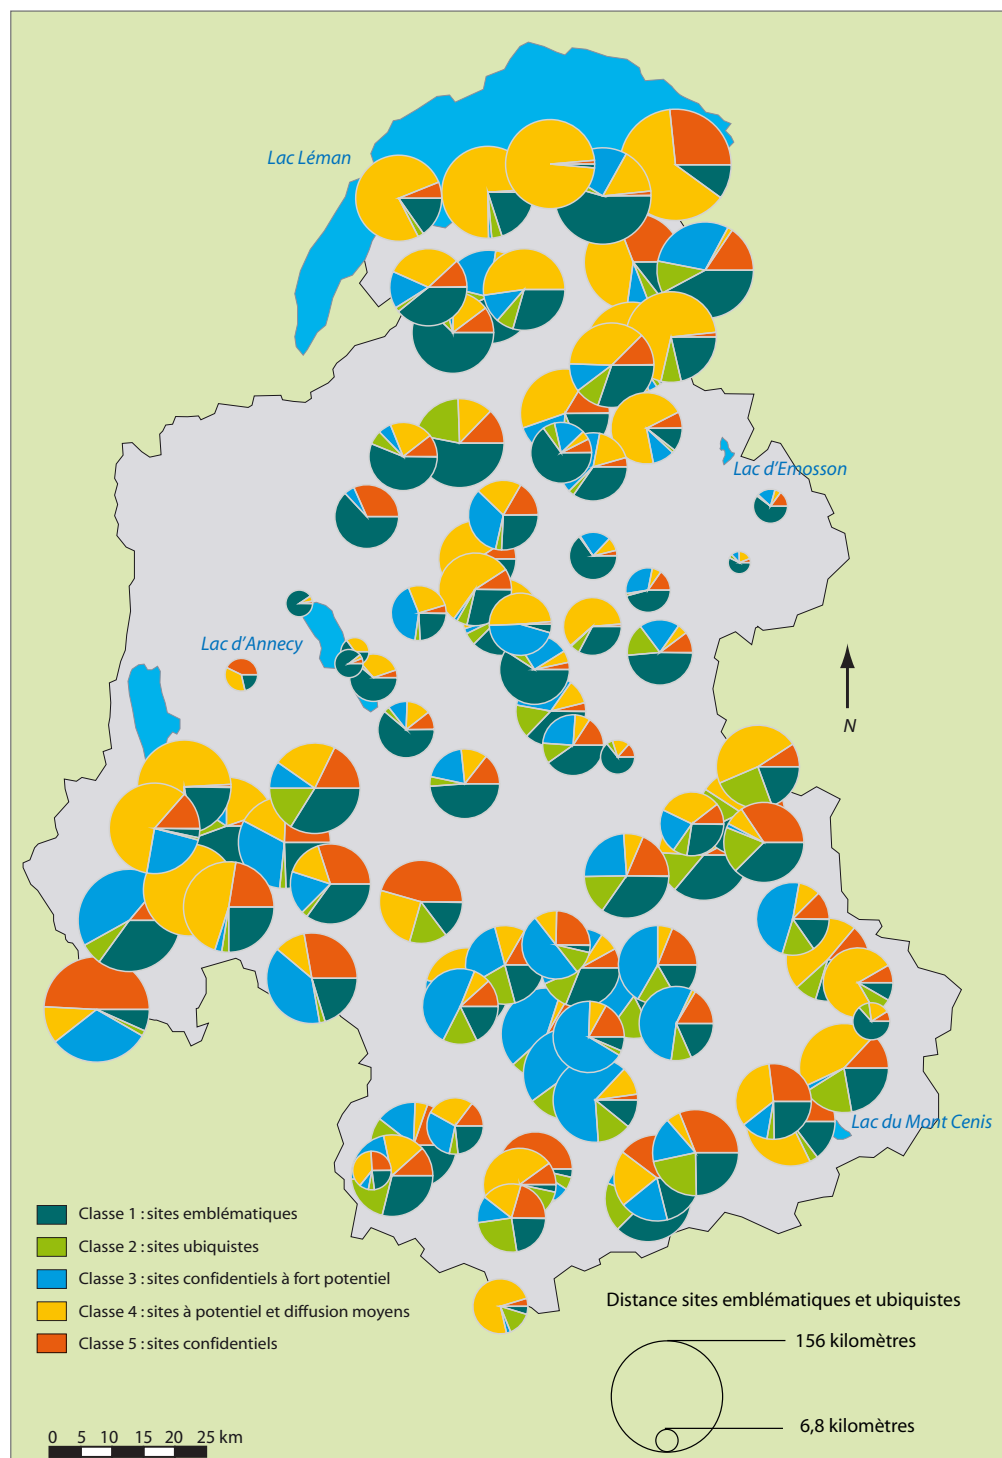 Lac Léman
Lac d'Emosson
Lac d'Annecy
N
Lac du Mont Cenis
Classe 1 : sites emblématiques
Classe 2 : sites ubiquistes
Classe 3 : sites confidentiels à fort potentiel
Classe 4 : sites à potentiel et diffusion moyens
Classe 5 : sites confidentiels
Distance sites emblématiques et ubiquistes
156 kilomètres
6,8 kilomètres
0 5 10 15 20 25 km